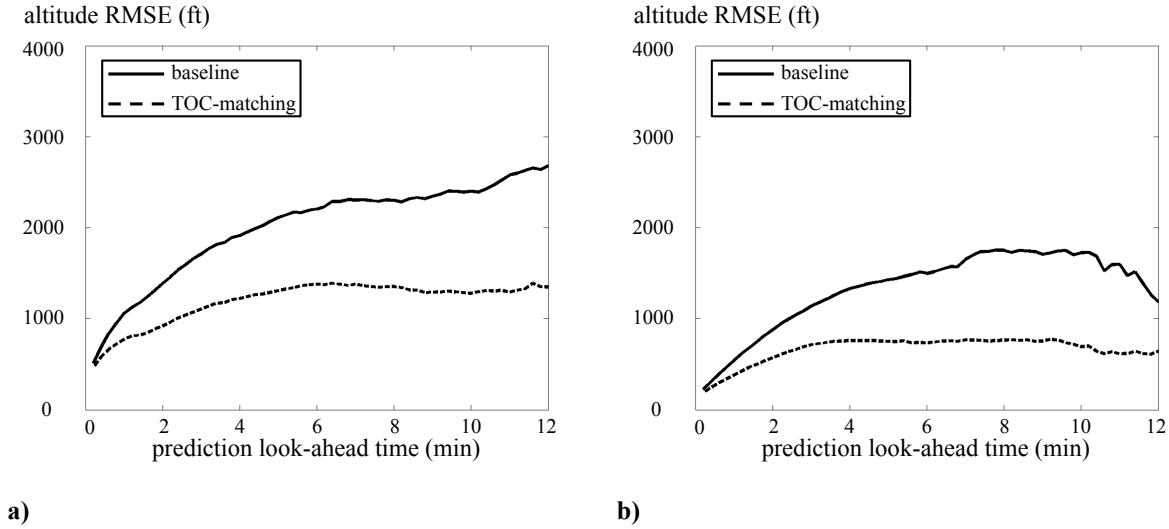 altitude RMSE (ft)
4000
3000
2000
1000
0
baseline
TOC-matching
0 2 4 6 8 10 12
prediction look-ahead time (min)
a)
altitude RMSE (ft)
4000
3000
2000
1000
0
baseline
TOC-matching
0 2 4 6 8 10 12
prediction look-ahead time (min)
b)